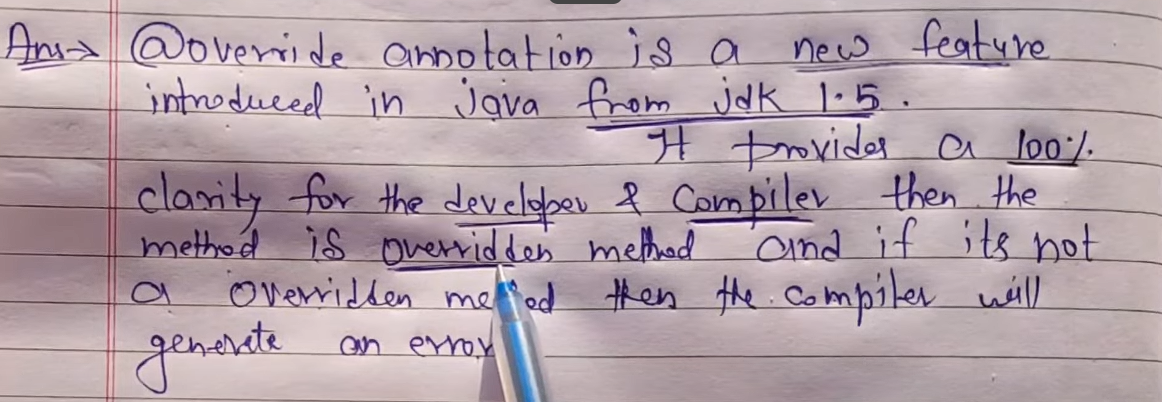 Ans→ @override annotation is a new feature
introduced in java from jdk 1.5.
It provides a 100%
clarity for the developer & Compiler then the
method is overridden method and if its not
a overridden method then the compiler will
generate an error